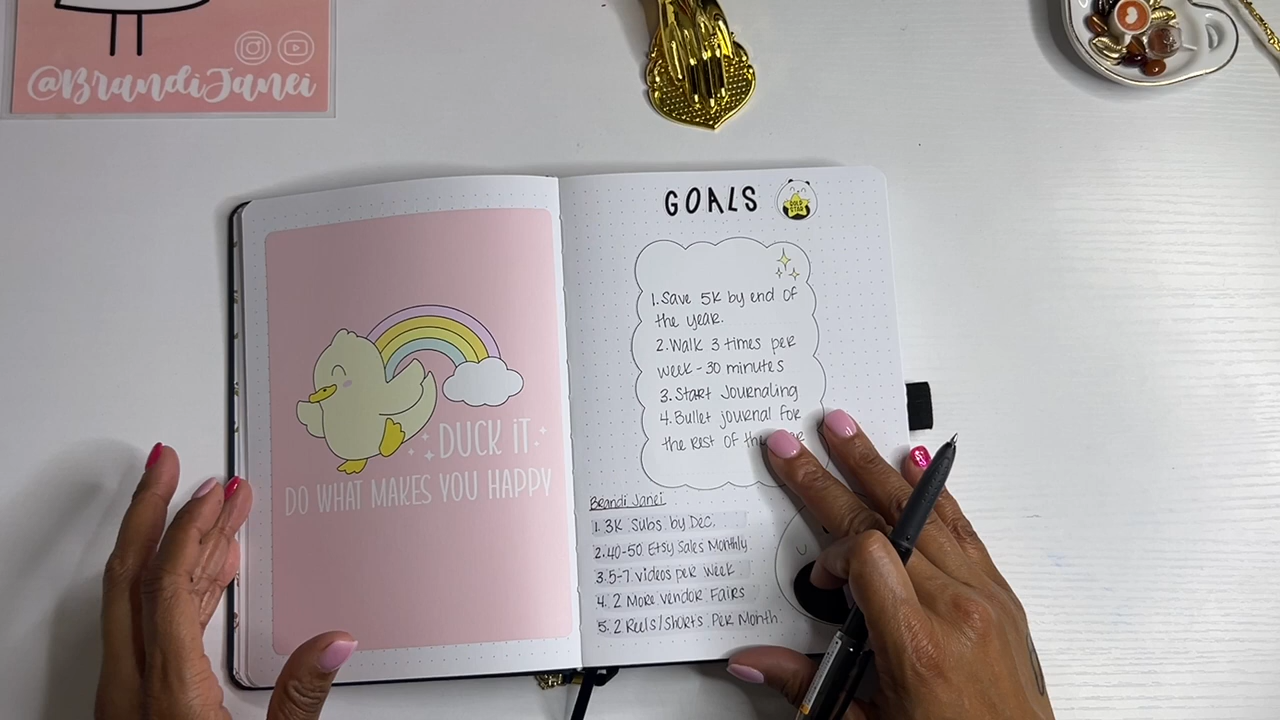 @BrandiJanei
DUCK IT
DO WHAT MAKES YOU HAPPY
GOALS
GOLD
STAR
1. Save 5K by end of
the year.
2. Walk 3 times per
week - 30 minutes
3. Start Journaling
4. Bullet journal for
the rest of the
Brandi Janei
1. 3K Subs by Dec.
2. 40-50 Etsy Sales Monthly
3. 5-7 videos per week
4. 2 More Vendor Fairs
5. 2 Reels/Shorts Per Month.